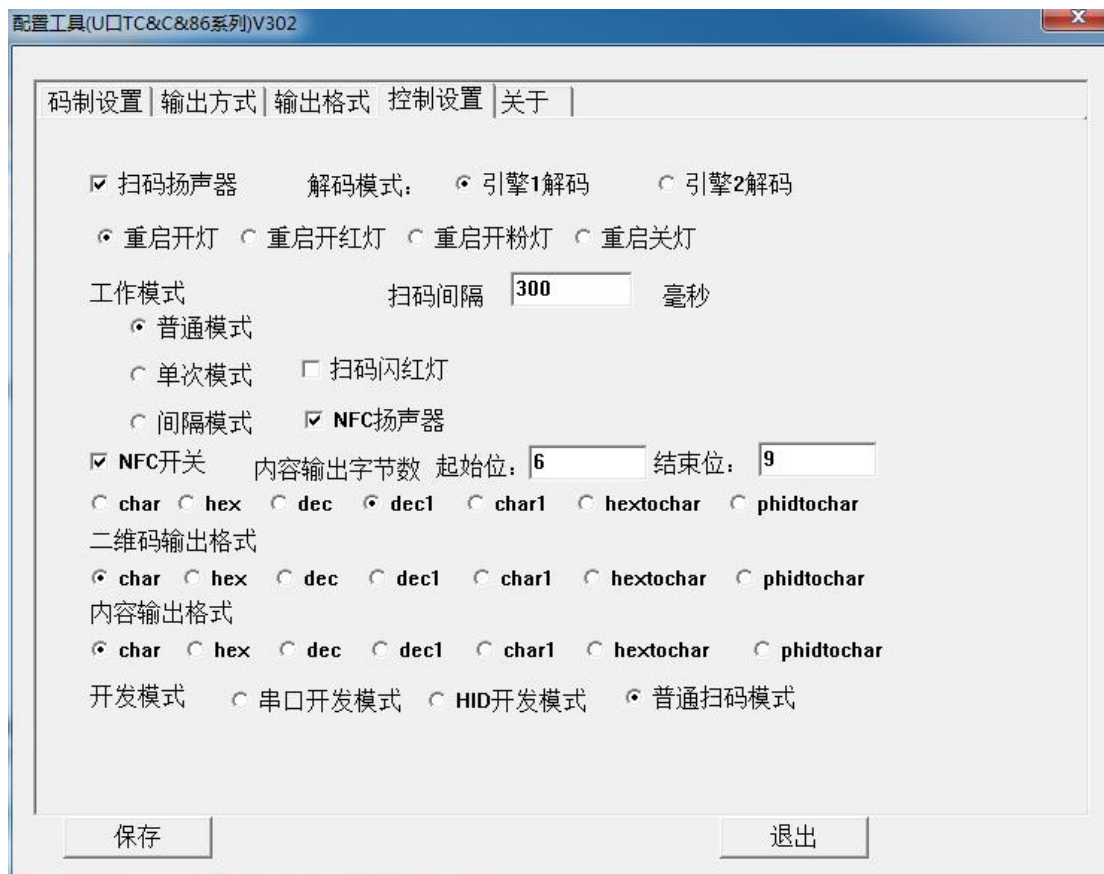 配置工具(U口TC&C&86系列)V302
码制设置 输出方式 输出格式 控制设置 关于
扫码扬声器 解码模式： 引擎1解码 引擎2解码
重启开灯 重启开红灯 重启开粉灯 重启关灯
工作模式 扫码间隔 300 毫秒
普通模式
单次模式 扫码闪红灯
间隔模式 NFC扬声器
NFC开关 内容输出字节数 起始位： 6 结束位： 9
char hex dec dec1 char1 hextochar phidtochar
二维码输出格式
char hex dec dec1 char1 hextochar phidtochar
内容输出格式
char hex dec dec1 char1 hextochar phidtochar
开发模式 串口开发模式 HID开发模式 普通扫码模式
保存 退出